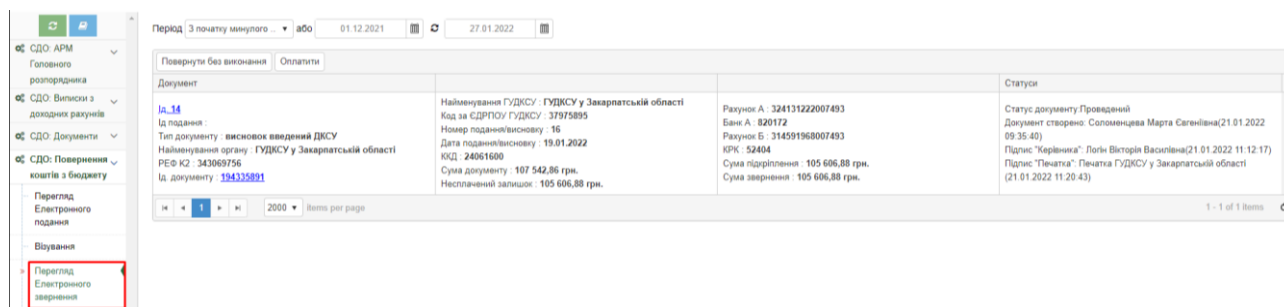 Період З початку минулого ... або 01.12.2021 27.01.2022
СДО: АРМ
Головного
розпорядника
СДО: Виписки з
доходних рахунків
СДО: Документи
СДО: Повернення
коштів з бюджету
Перегляд
Електронного
подання
Візування
Перегляд
Електронного
звернення
Повернути без виконання Оплатити
Документ Статуси
Ід. 14
Ід подання :
Тип документу : висновок введений ДКСУ
Найменування органу : ГУДКСУ у Закарпатській області
РЕФ К2 : 343069756
Ід. документу : 194335891
Найменування ГУДКСУ : ГУДКСУ у Закарпатській області
Код за ЄДРПОУ ГУДКСУ : 37975895
Номер подання/висновку : 16
Дата подання/висновку : 19.01.2022
ККД : 24061600
Сума документу : 107 542,86 грн.
Несплачений залишок : 105 606,88 грн.
Рахунок А : 324131222007493
Банк А : 820172
Рахунок Б : 314591968007493
КРК : 52404
Сума підкріплення : 105 606,88 грн.
Сума звернення : 105 606,88 грн.
Статус документу:Проведений
Документ створено: Соломенцева Марта Євгеніївна(21.01.2022
09:35:40)
Підпис "Керівника": Логін Вікторія Василівна(21.01.2022 11:12:17)
Підпис "Печатка": Печатка ГУДКСУ у Закарпатській області
(21.01.2022 11:20:43)
1 2000 items per page 1 - 1 of 1 items